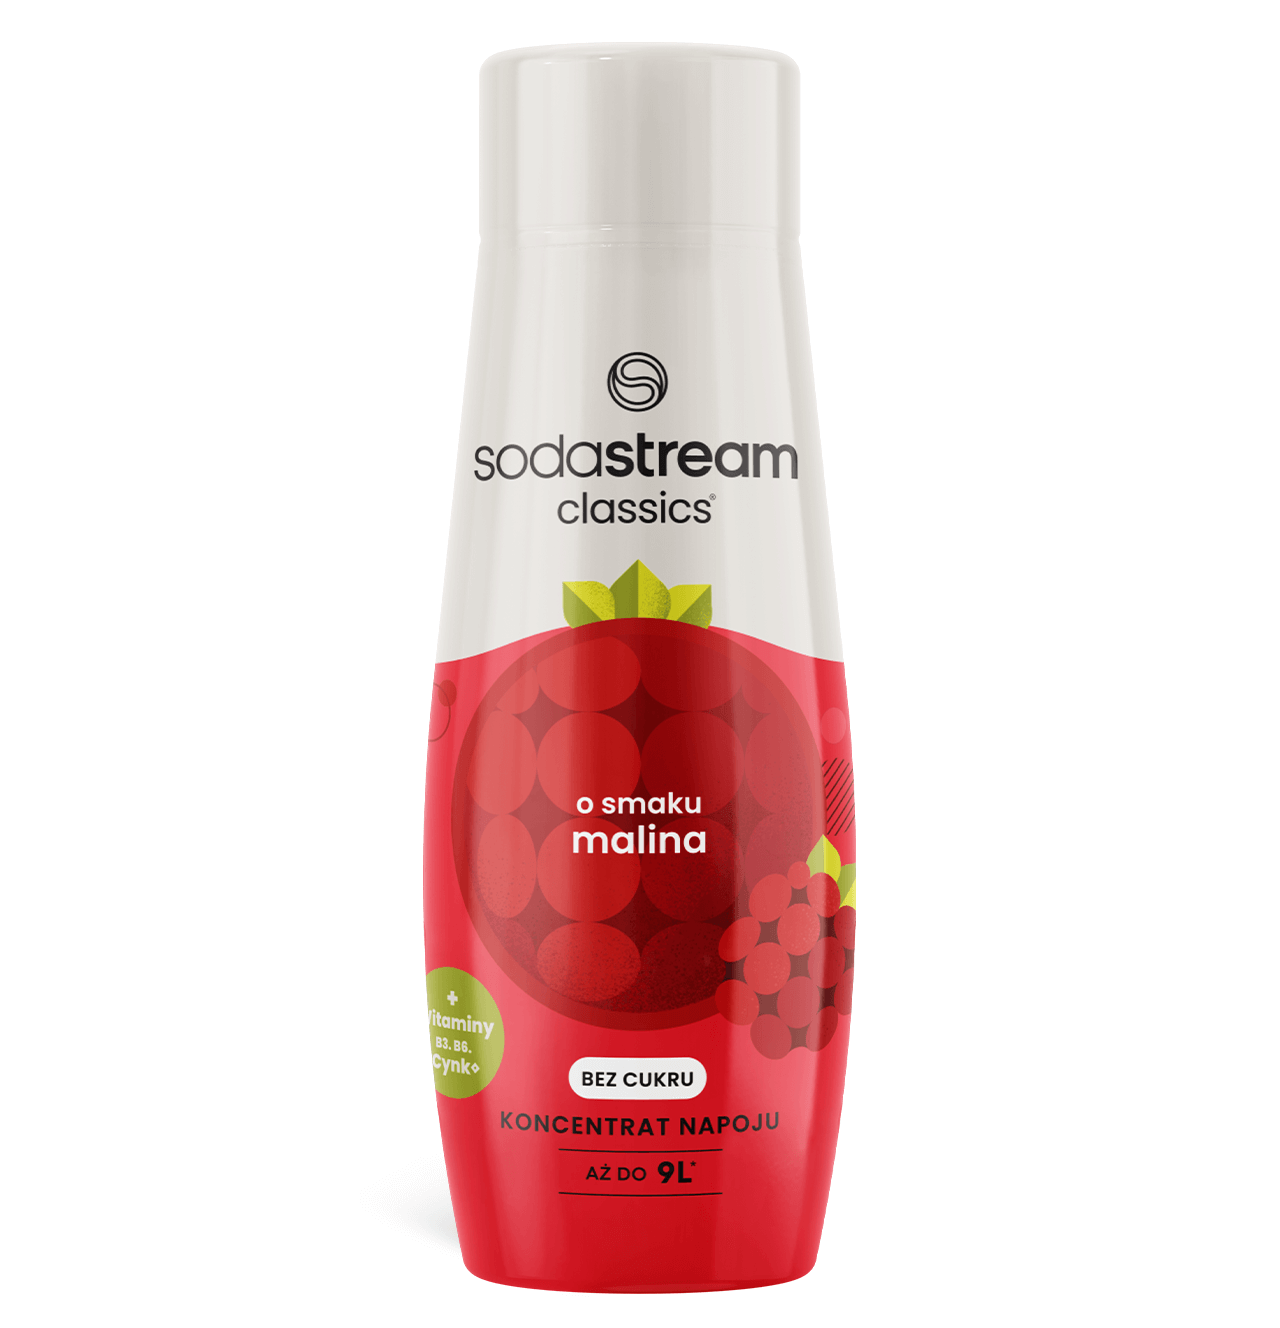 sodastream
classics®
o smaku
malina
+
Vitaminy
B3. B6.
Cynk◊
BEZ CUKRU
KONCENTRAT NAPOJU
AŻ DO 9L*